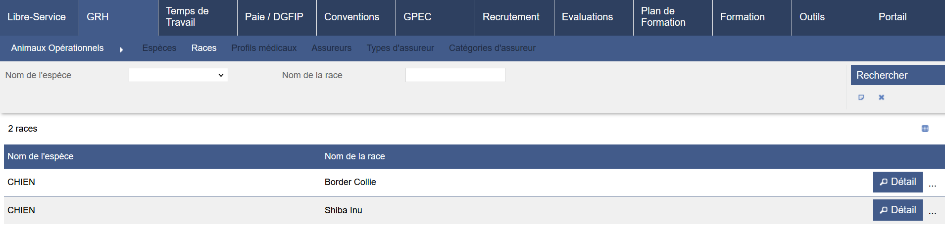 Libre-Service GRH Temps de Travail Paie / DGFIP Conventions GPEC Recrutement Evaluations Plan de Formation Formation Outils Portail
Animaux Opérationnels Espèces Races Profils médicaux Assureurs Types d'assureur Catégories d'assureur
Nom de l'espèce Nom de la race Rechercher
2 races
Nom de l'espèce Nom de la race
CHIEN Border Collie Détail ...
CHIEN Shiba Inu Détail ...